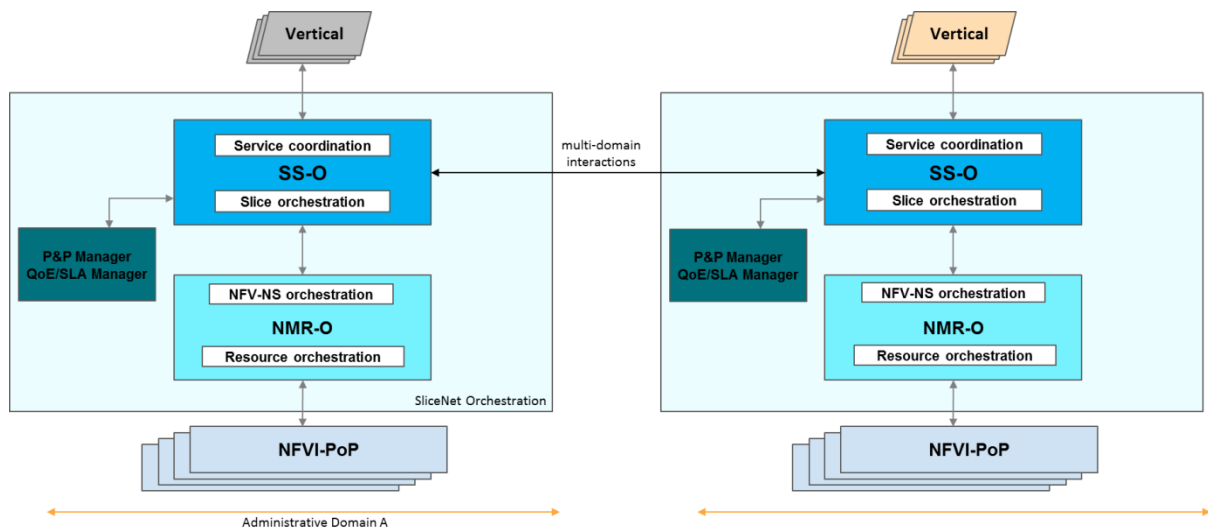 Vertical
Service coordination
SS-O
Slice orchestration
P&P Manager
QoE/SLA Manager
NFV-NS orchestration
NMR-O
Resource orchestration
SliceNet Orchestration
NFVI-PoP
Administrative Domain A
multi-domain
interactions
Vertical
Service coordination
SS-O
Slice orchestration
P&P Manager
QoE/SLA Manager
NFV-NS orchestration
NMR-O
Resource orchestration
NFVI-PoP